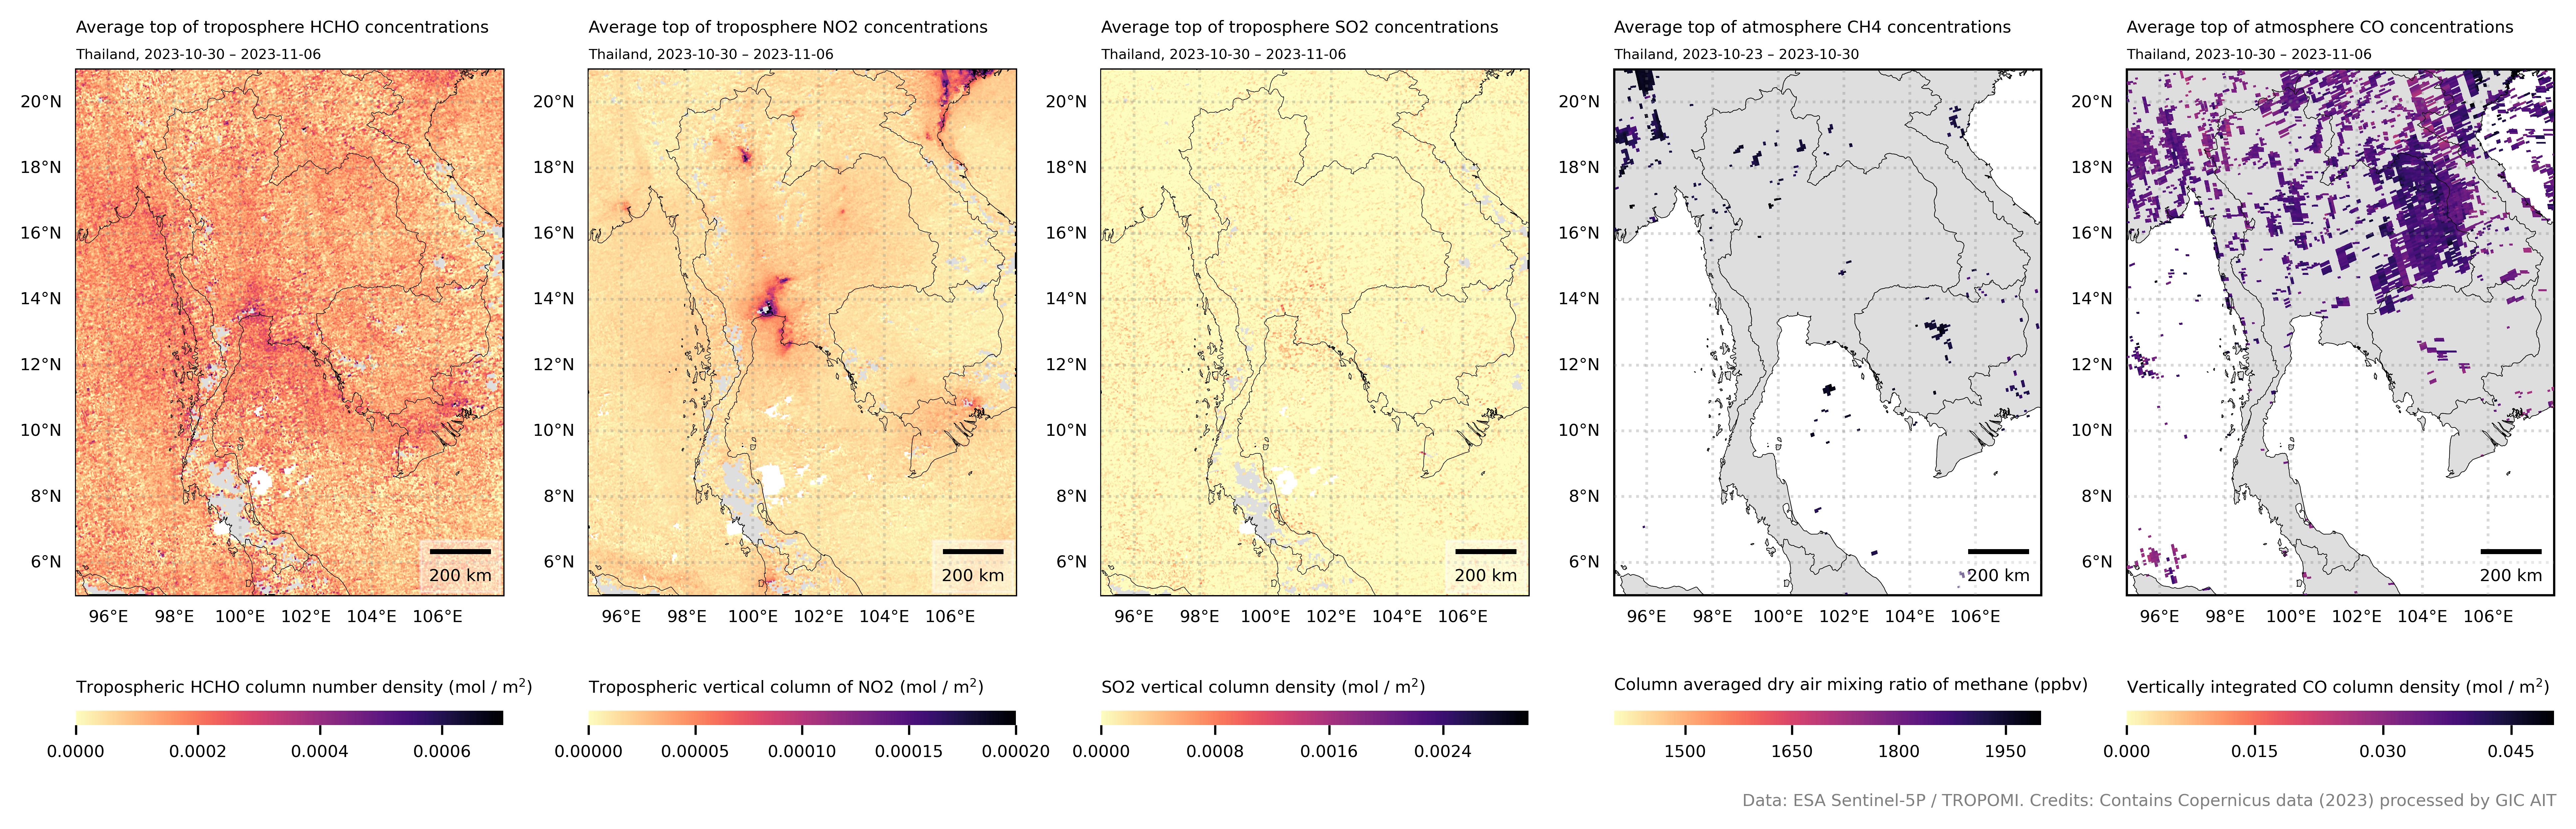 Average top of troposphere HCHO concentrations
Thailand, 2023-10-30 – 2023-11-06
20°N
18°N
16°N
14°N
12°N
10°N
8°N
6°N
200 km
96°E 98°E 100°E 102°E 104°E 106°E
Tropospheric HCHO column number density (mol / m²)
0.0000 0.0002 0.0004 0.0006
Average top of troposphere NO2 concentrations
Thailand, 2023-10-30 – 2023-11-06
20°N
18°N
16°N
14°N
12°N
10°N
8°N
6°N
200 km
96°E 98°E 100°E 102°E 104°E 106°E
Tropospheric vertical column of NO2 (mol / m²)
0.00000 0.00005 0.00010 0.00015 0.00020
Average top of troposphere SO2 concentrations
Thailand, 2023-10-30 – 2023-11-06
20°N
18°N
16°N
14°N
12°N
10°N
8°N
6°N
200 km
96°E 98°E 100°E 102°E 104°E 106°E
SO2 vertical column density (mol / m²)
0.0000 0.0008 0.0016 0.0024
Average top of atmosphere CH4 concentrations
Thailand, 2023-10-23 – 2023-10-30
20°N
18°N
16°N
14°N
12°N
10°N
8°N
6°N
200 km
96°E 98°E 100°E 102°E 104°E 106°E
Column averaged dry air mixing ratio of methane (ppbv)
1500 1650 1800 1950
Average top of atmosphere CO concentrations
Thailand, 2023-10-30 – 2023-11-06
20°N
18°N
16°N
14°N
12°N
10°N
8°N
6°N
200 km
96°E 98°E 100°E 102°E 104°E 106°E
Vertically integrated CO column density (mol / m²)
0.000 0.015 0.030 0.045
Data: ESA Sentinel-5P / TROPOMI. Credits: Contains Copernicus data (2023) processed by GIC AIT